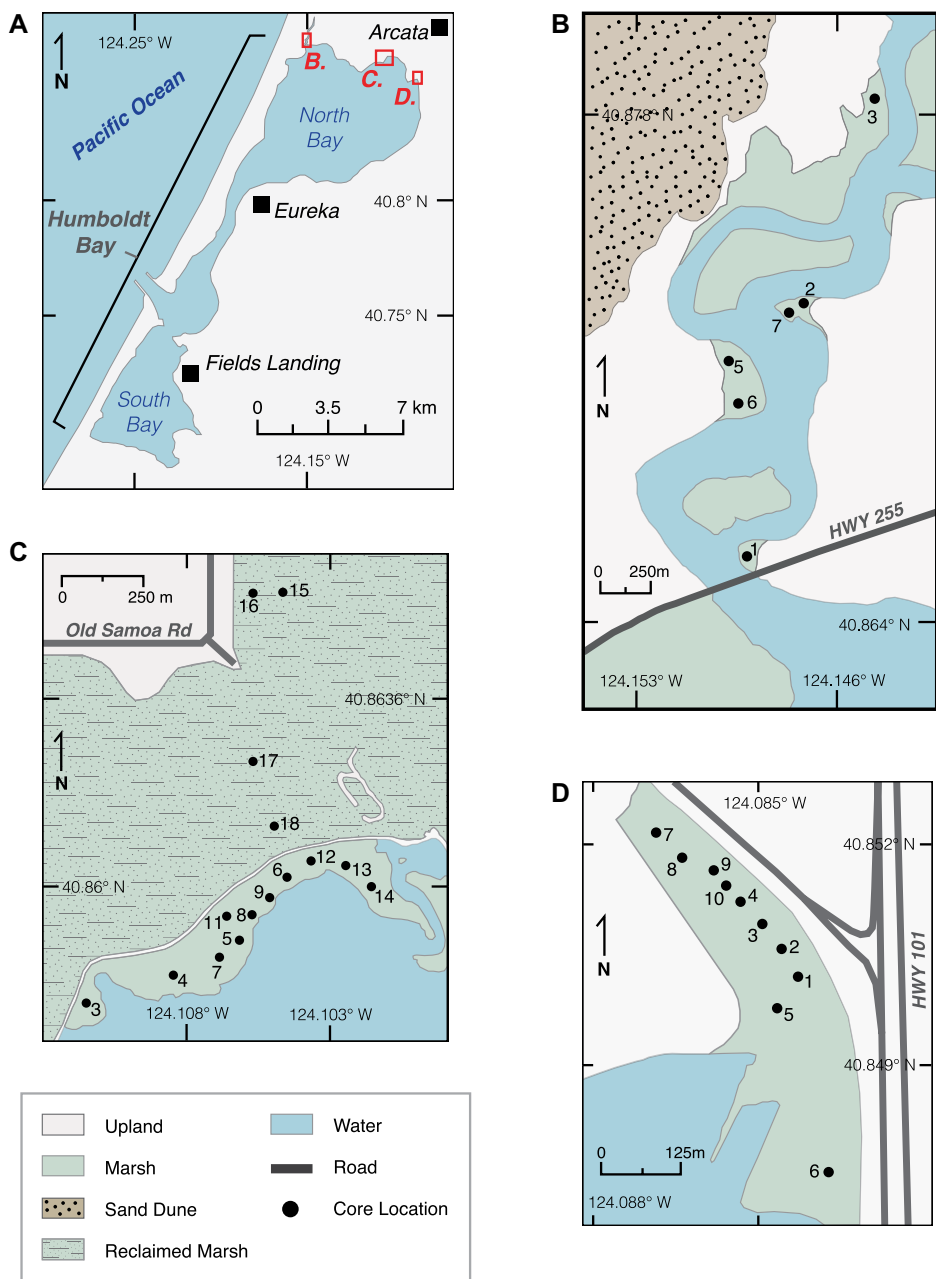 A
124.25° W
N
Pacific Ocean
Arcata
B.
C.
D.
North
Bay
Humboldt
Bay
40.8° N
Eureka
40.75° N
Fields Landing
South
Bay
0 3.5 7 km
124.15° W
B
40.878° N
3
2
7
5
6
N
1
HWY 255
0 250m
40.864° N
124.153° W 124.146° W
C
0 250 m
16 15
Old Samoa Rd
40.8636° N
N
17
18
12
6 13
40.86° N
9 14
11 8
5
7
4
3
124.108° W 124.103° W
D
124.085° W
7
40.852° N
8 9
10 4
3
2
N
1
HWY 101
5
40.849° N
0 125m
6
124.088° W
Upland
Water
Marsh
Road
Sand Dune
Core Location
Reclaimed Marsh